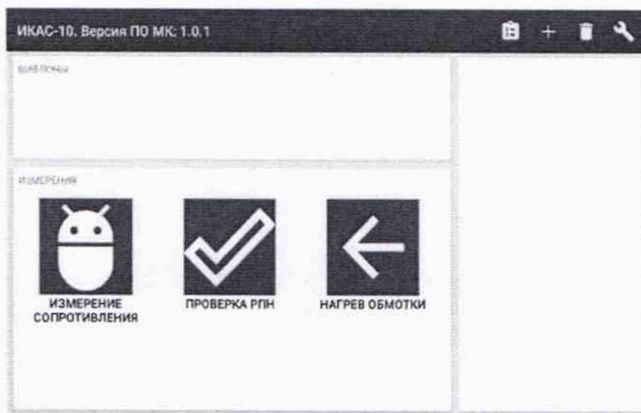 ИКАС-10. Версия ПО МК: 1.0.1
ШАБЛОНЫ
ИЗМЕРЕНИЯ
ИЗМЕРЕНИЕ
СОПРОТИВЛЕНИЯ
ПРОВЕРКА РПН
НАГРЕВ ОБМОТКИ